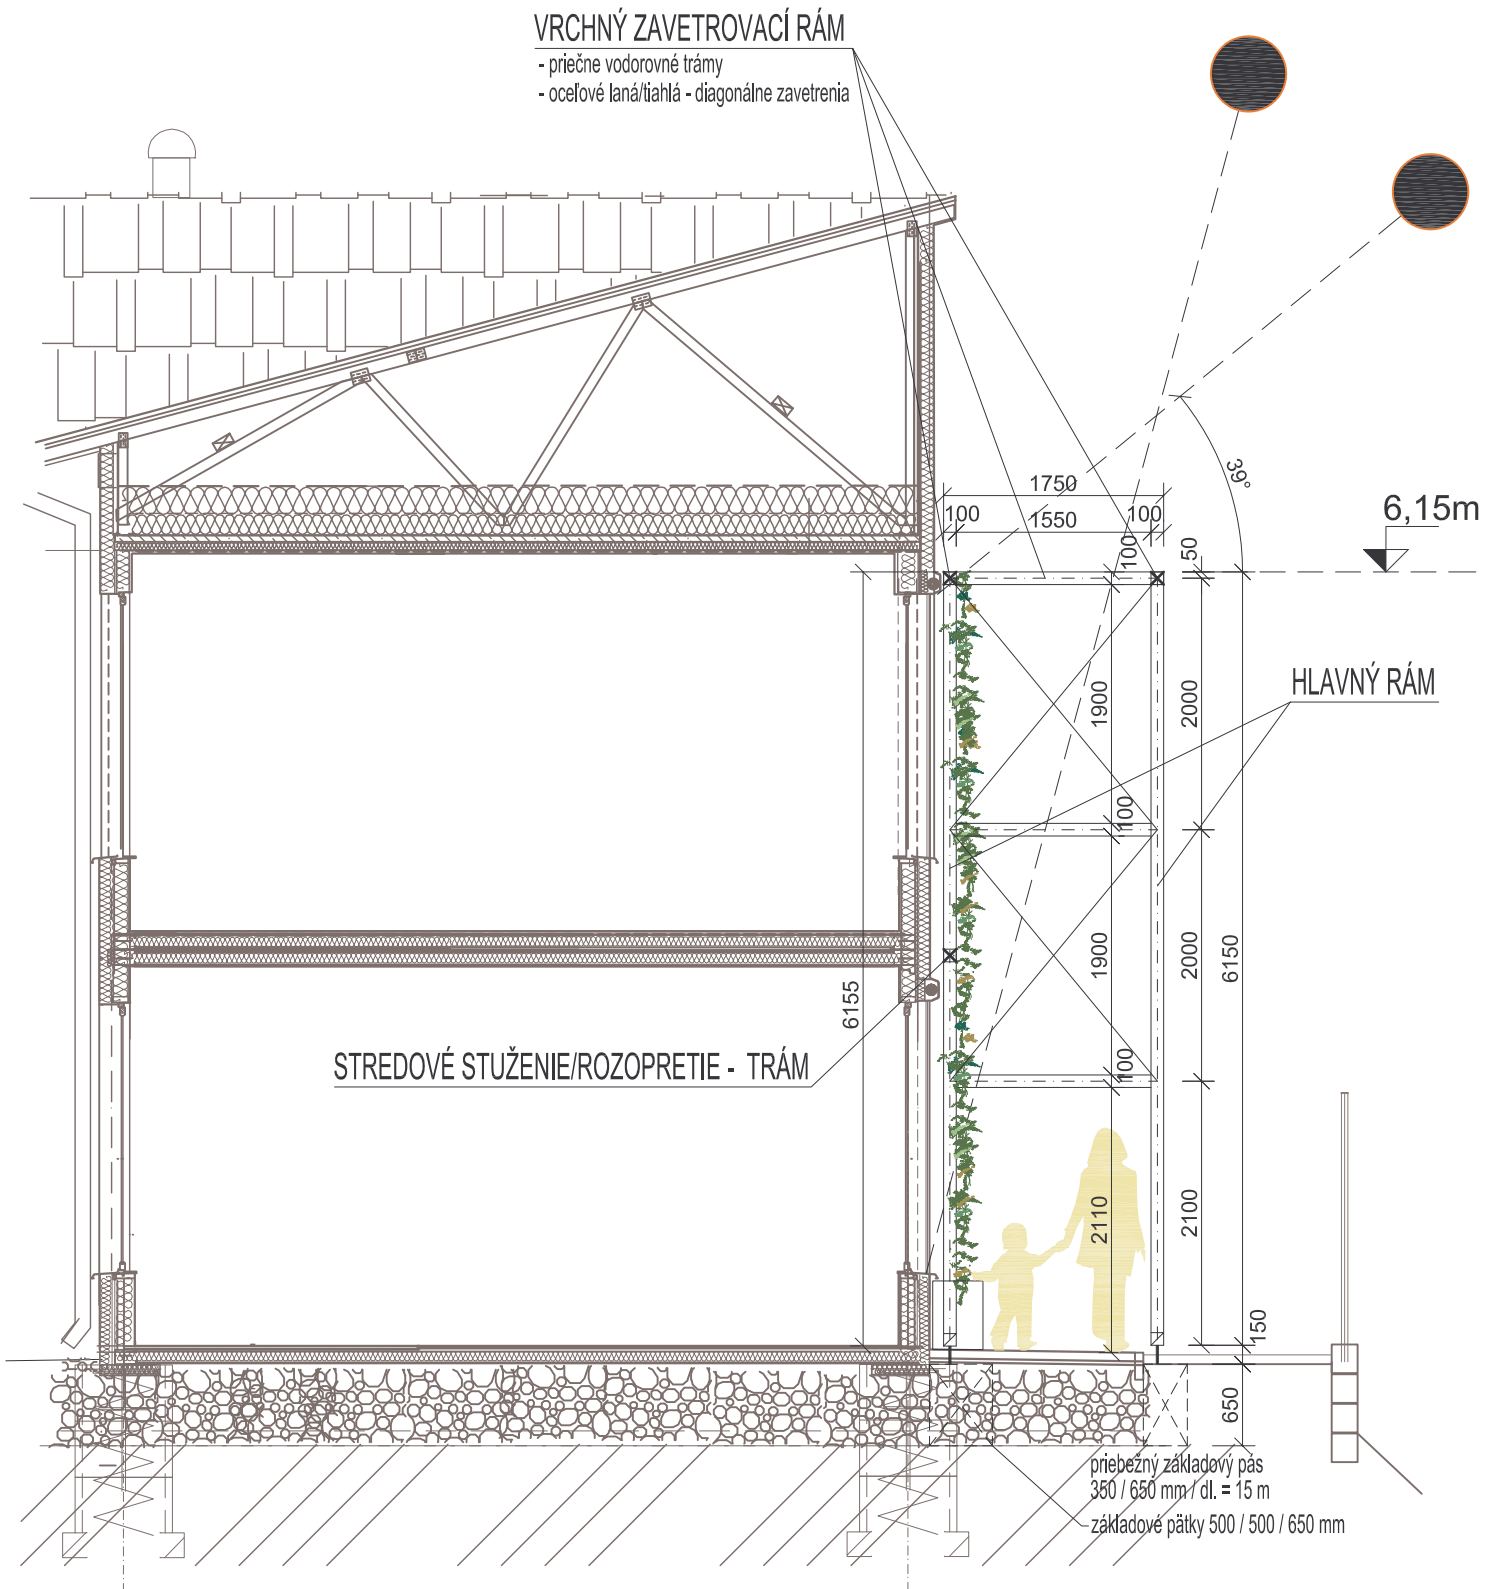 VRCHNÝ ZAVETROVACÍ RÁM
- priečne vodorovné trámy
- oceľové laná/tiahlá - diagonálne zavetrenia
39°
1750
100
1550
100
6,15m
100
50
HLAVNÝ RÁM
1900
2000
100
1900
2000
6150
6155
STREDOVÉ STUŽENIE/ROZOPRETIE - TRÁM
100
2110
2100
150
650
priebežný základový pás
350 / 650 mm / dl. = 15 m
základové pätky 500 / 500 / 650 mm